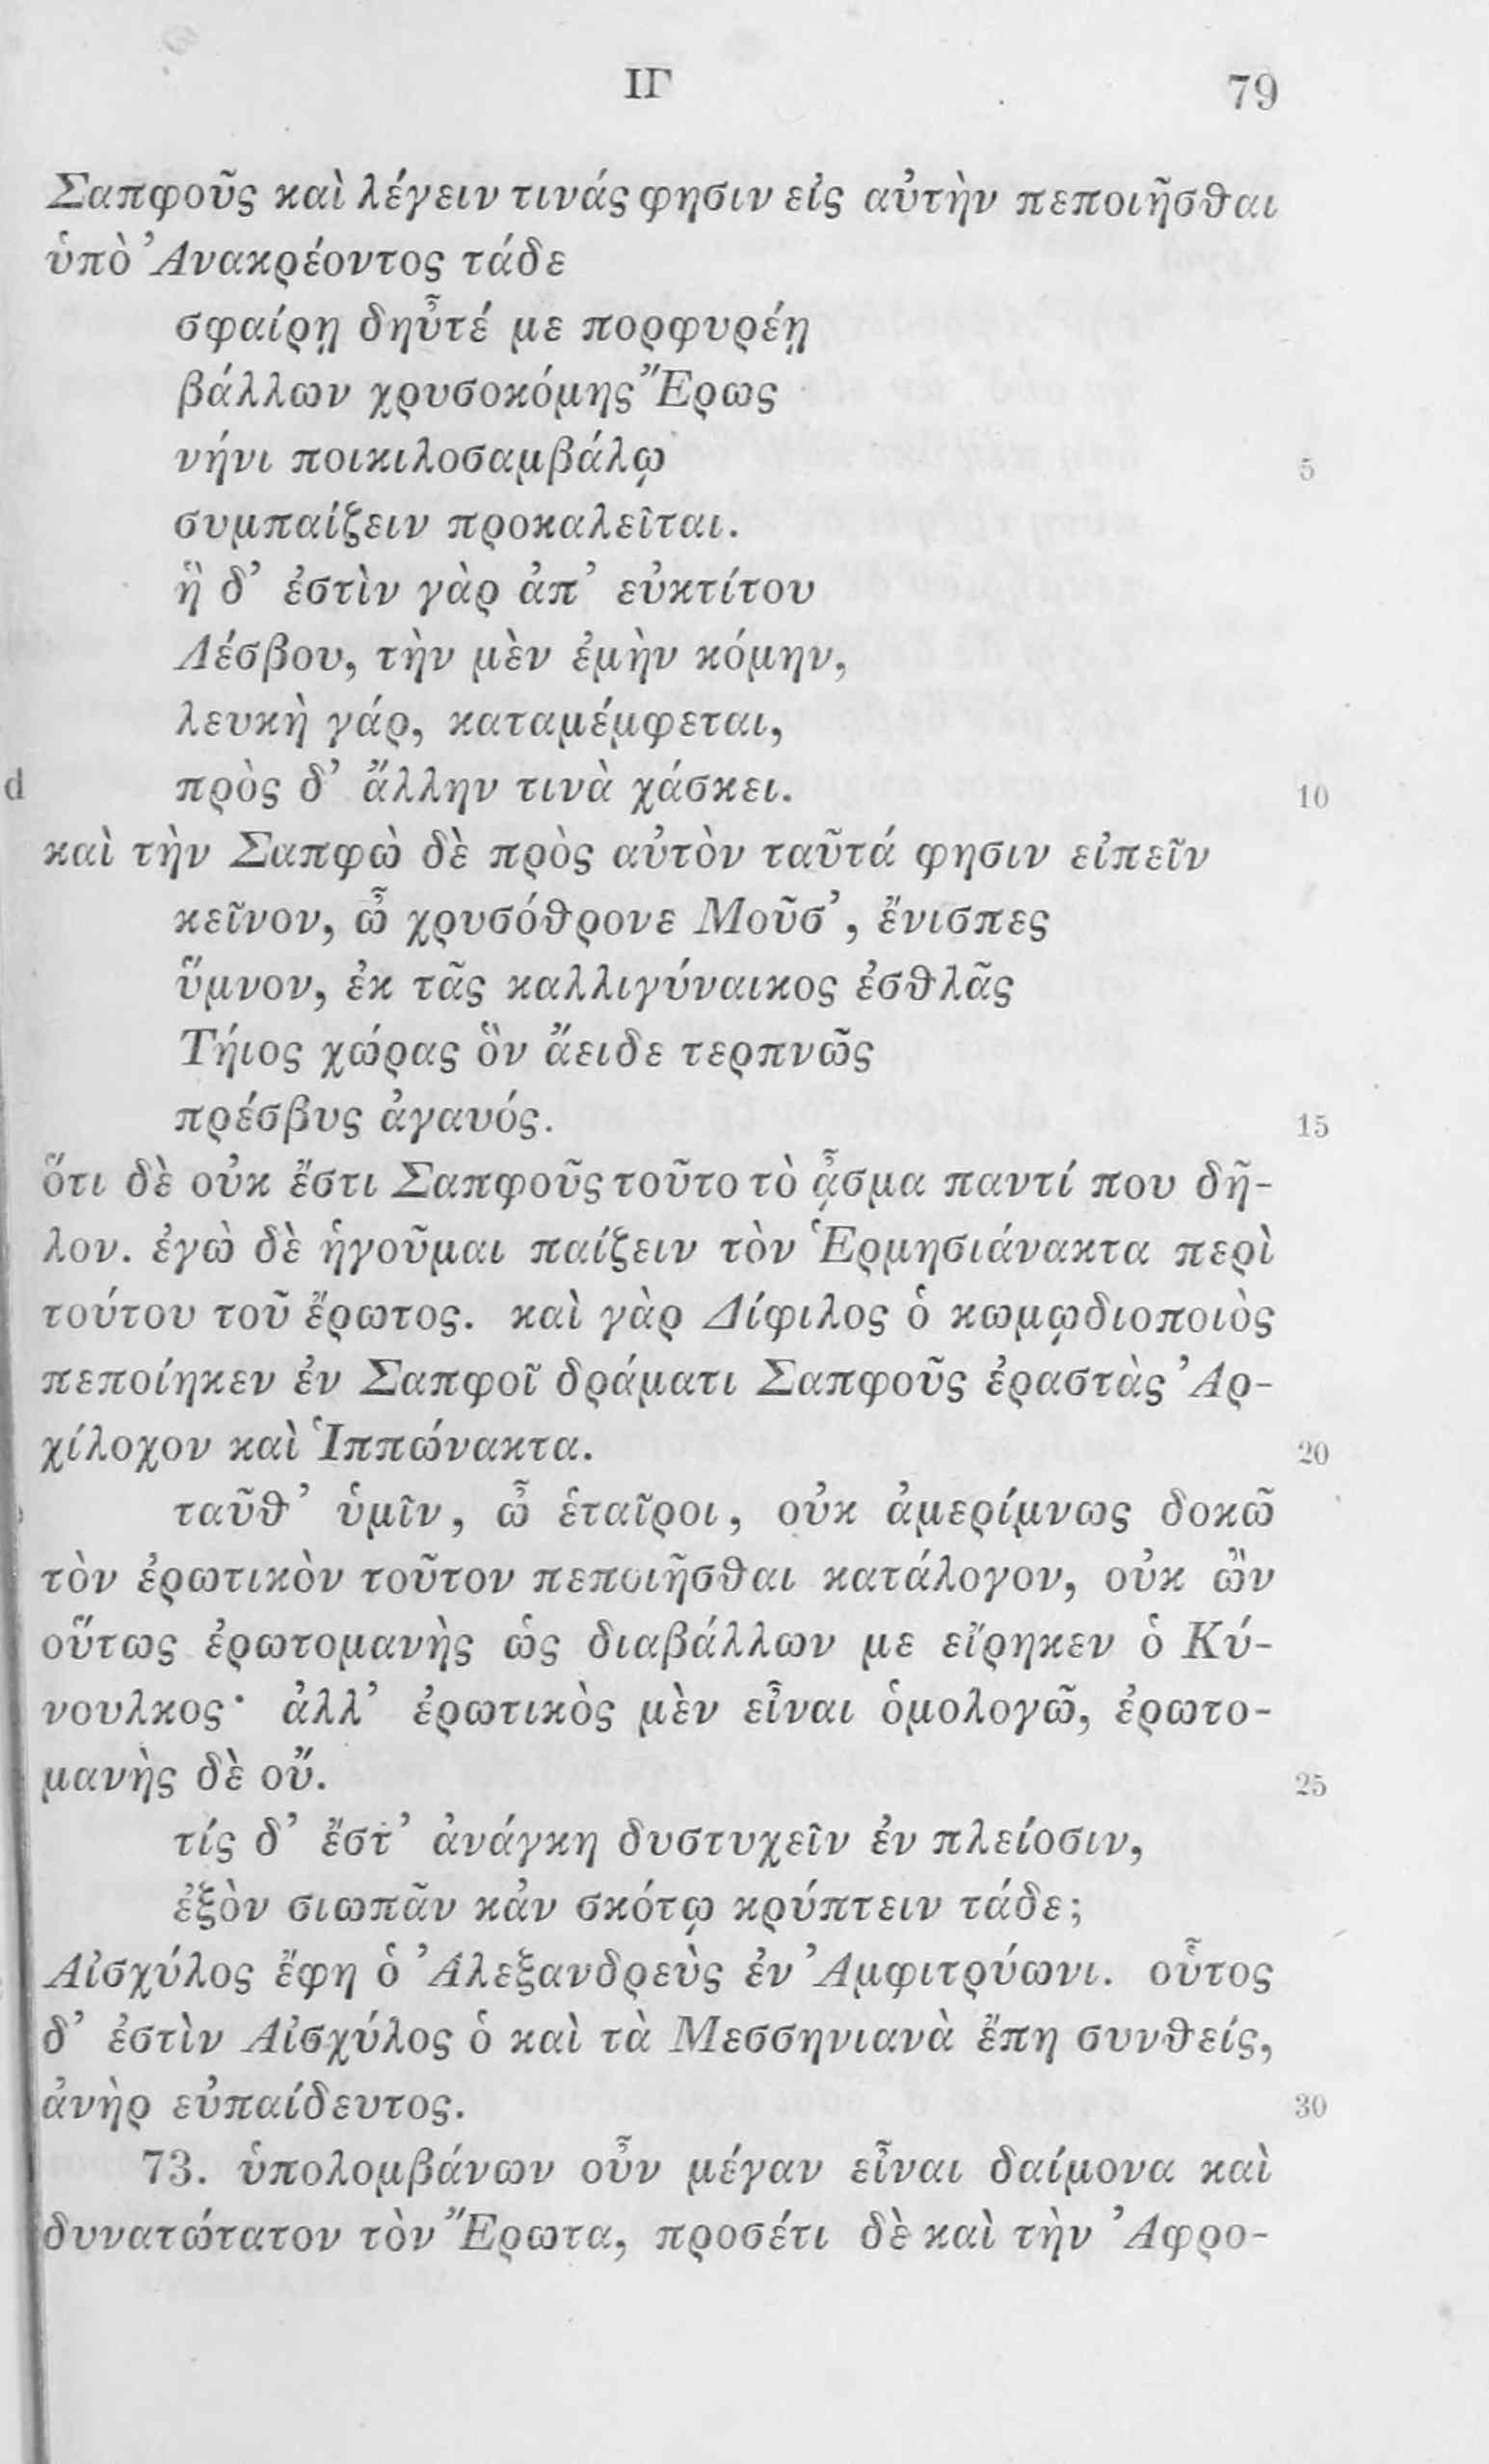 ΙΓ 79
Σαπφοῦς καὶ λέγειν τινάς φησιν εἰς αὐτὴν πεποιῆσθαι
ὑπὸ Ἀνακρέοντος τάδε
σφαίρῃ δηὖτέ με πορφυρέῃ
βάλλων χρυσοκόμης Ἔρως
νήνι ποικιλοσαμβάλῳ 5
συμπαίζειν προκαλεῖται.
ἣ δ’ ἐστὶν γὰρ ἀπ’ εὐκτίτου
Λέσβου, τὴν μὲν ἐμὴν κόμην,
λευκὴ γάρ, καταμέμφεται,
d πρὸς δ’ ἄλλην τινὰ χάσκει. 10
καὶ τὴν Σαπφὼ δὲ πρὸς αὐτὸν ταῦτά φησιν εἰπεῖν
κεῖνον, ὦ χρυσόθρονε Μοῦσ’, ἔνισπες
ὕμνον, ἐκ τᾶς καλλιγύναικος ἐσθλᾶς
Τήιος χώρας ὃν ἄειδε τερπνῶς
πρέσβυς ἀγαυός. 15
ὅτι δὲ οὐκ ἔστι Σαπφοῦς τοῦτο τὸ ᾆσμα παντί που δῆ-
λον. ἐγὼ δὲ ἡγοῦμαι παίζειν τὸν Ἑρμησιάνακτα περὶ
τούτου τοῦ ἔρωτος. καὶ γὰρ Δίφιλος ὁ κωμῳδιοποιὸς
πεποίηκεν ἐν Σαπφοῖ δράματι Σαπφοῦς ἐραστὰς Ἀρ-
χίλοχον καὶ Ἱππώνακτα. 20
ταῦθ’ ὑμῖν, ὦ ἑταῖροι, οὐκ ἀμερίμνως δοκῶ
τὸν ἐρωτικὸν τοῦτον πεποιῆσθαι κατάλογον, οὐκ ὢν
οὕτως ἐρωτομανὴς ὡς διαβάλλων με εἴρηκεν ὁ Κύ-
νουλκος· ἀλλ’ ἐρωτικὸς μὲν εἶναι ὁμολογῶ, ἐρωτο-
μανὴς δὲ οὔ. 25
τίς δ’ ἔστ’ ἀνάγκη δυστυχεῖν ἐν πλείοσιν,
ἐξὸν σιωπᾶν κἀν σκότῳ κρύπτειν τάδε;
Αἰσχύλος ἔφη ὁ Ἀλεξανδρεὺς ἐν Ἀμφιτρύωνι. οὗτος
δ’ ἐστὶν Αἰσχύλος ὁ καὶ τὰ Μεσσηνιανὰ ἔπη συνθείς,
ἀνὴρ εὐπαίδευτος. 30
73. ὑπολομβάνων οὖν μέγαν εἶναι δαίμονα καὶ
δυνατώτατον τὸν Ἔρωτα, προσέτι δὲ καὶ τὴν Ἀφρο-